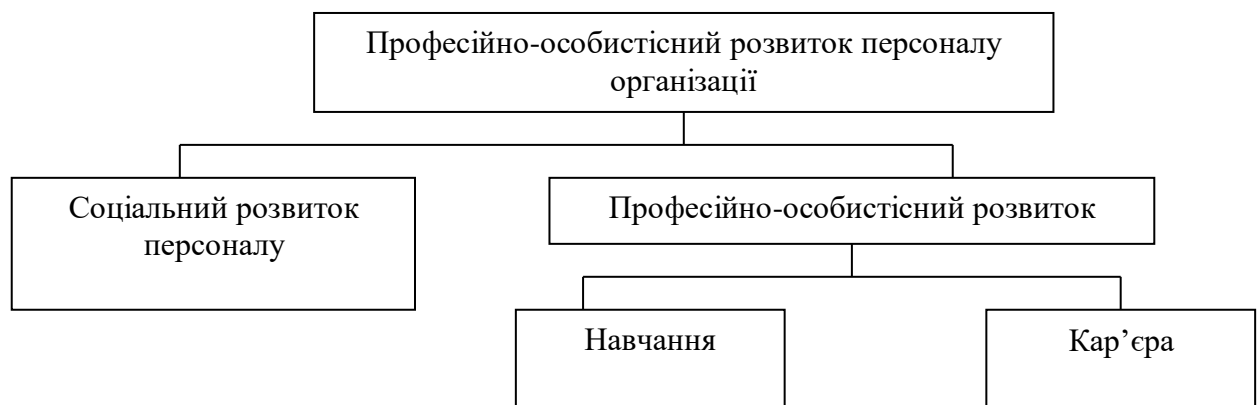 Професійно-особистісний розвиток персоналу
організації
Соціальний розвиток
персоналу
Професійно-особистісний розвиток
Навчання
Кар’єра